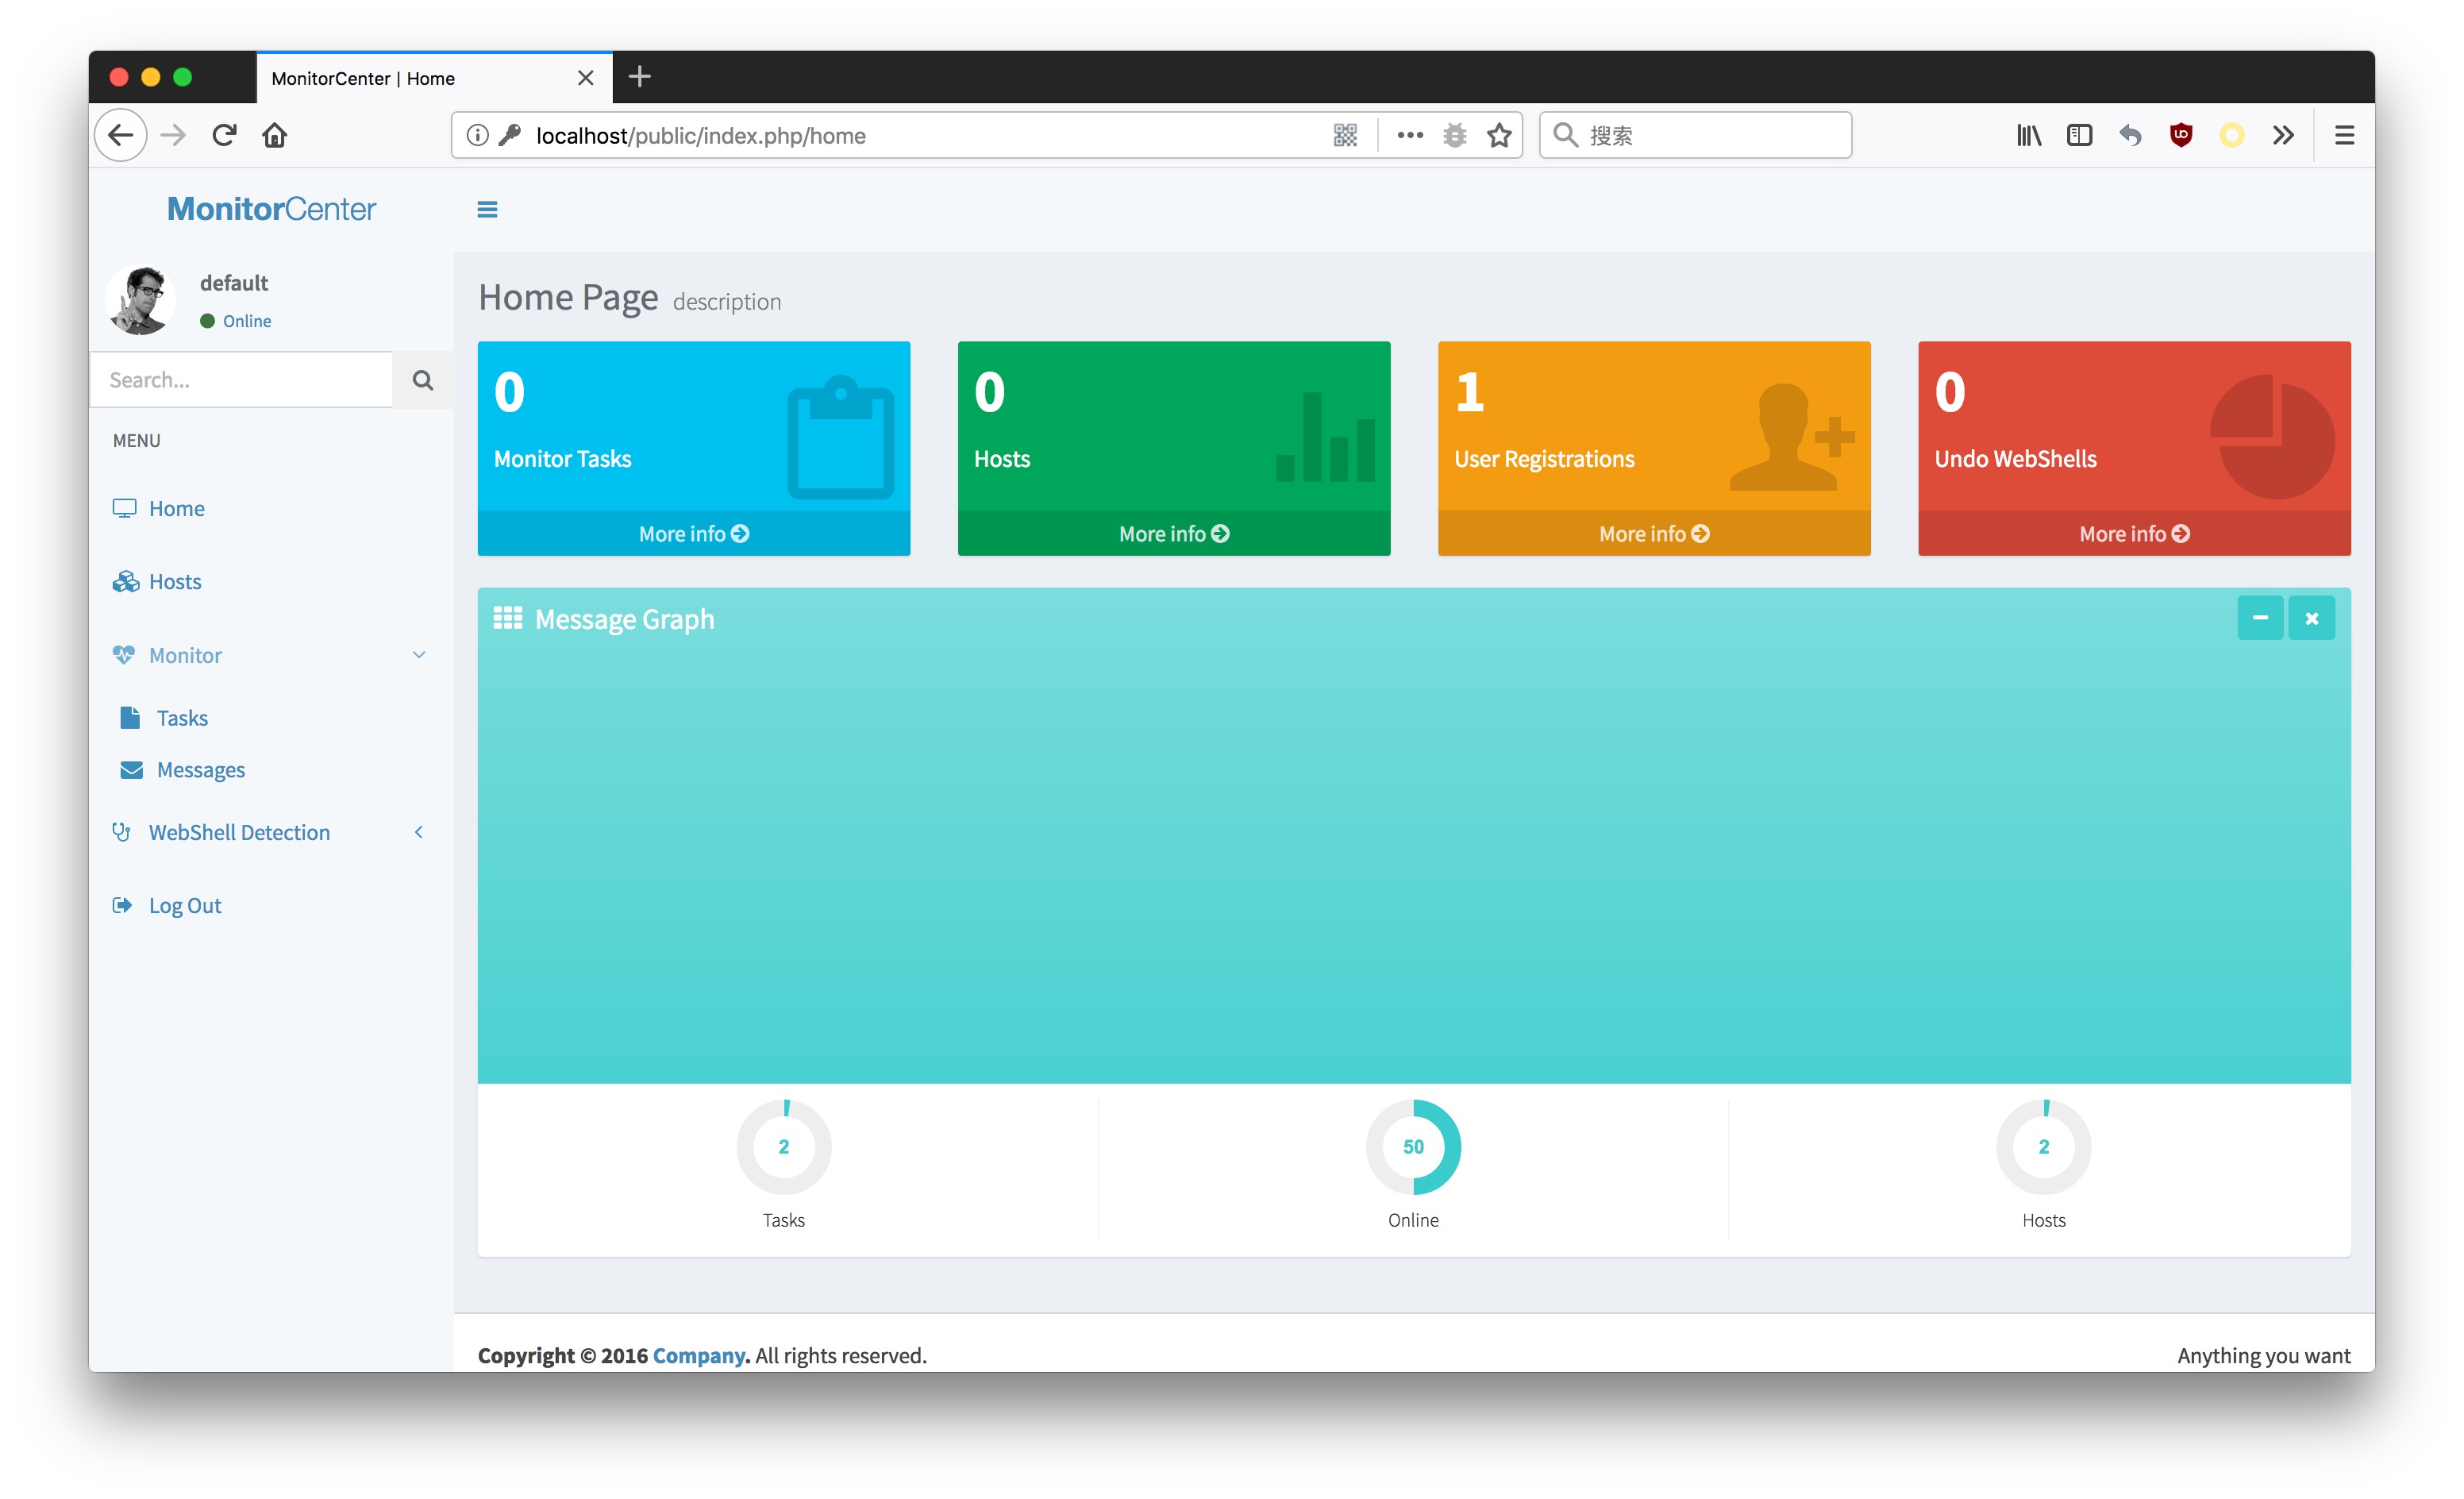 MonitorCenter | Home
localhost/public/index.php/home
搜索
MonitorCenter
default
Online
Search...
MENU
Home
Hosts
Monitor
Tasks
Messages
WebShell Detection
Log Out
Home Page description
0
Monitor Tasks
More info
0
Hosts
More info
1
User Registrations
More info
0
Undo WebShells
More info
Message Graph
2
Tasks
50
Online
2
Hosts
Copyright © 2016 Company. All rights reserved.
Anything you want